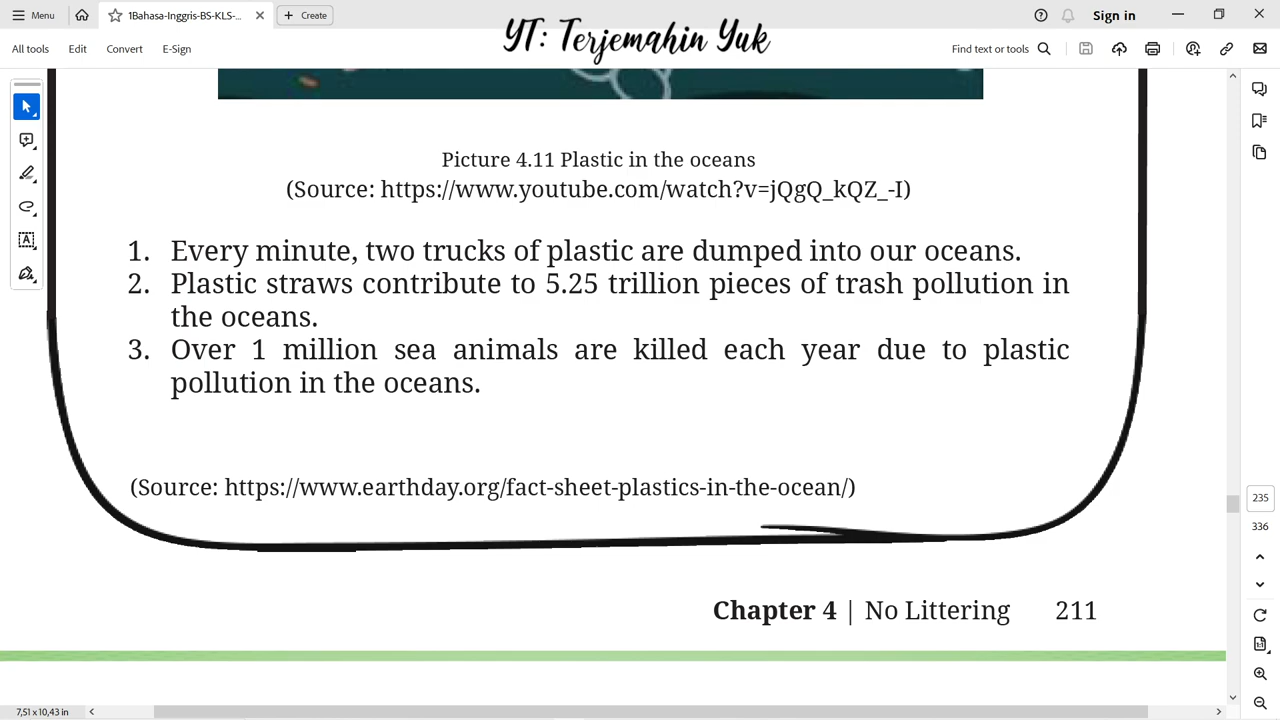 Menu
1Bahasa-Inggris-BS-KLS-...
Create
Sign in
YT: Terjemahin Yuk
All tools Edit Convert E-Sign
Find text or tools
Picture 4.11 Plastic in the oceans
(Source: https://www.youtube.com/watch?v=jQgQ_kQZ_-I)
1. Every minute, two trucks of plastic are dumped into our oceans.
2. Plastic straws contribute to 5.25 trillion pieces of trash pollution in
the oceans.
3. Over 1 million sea animals are killed each year due to plastic
pollution in the oceans.
(Source: https://www.earthday.org/fact-sheet-plastics-in-the-ocean/)
235
336
Chapter 4 | No Littering 211
7,51 x 10,43 in